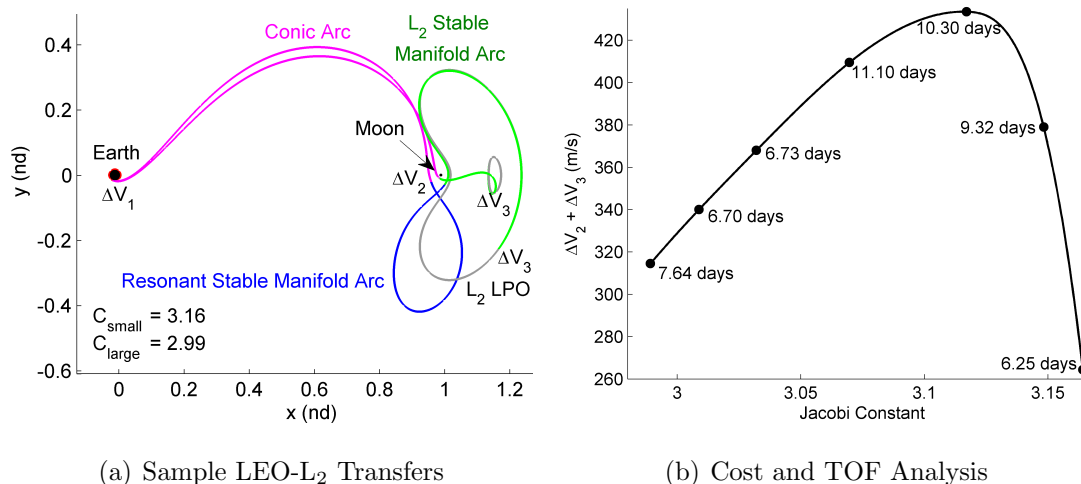 0.4
0.2
0
-0.2
-0.4
-0.6
y (nd)
Conic Arc
L2 Stable
Manifold Arc
Moon
Earth
ΔV1
ΔV2
ΔV3
ΔV3
L2 LPO
Resonant Stable Manifold Arc
Csmall = 3.16
Clarge = 2.99
0 0.2 0.4 0.6 0.8 1 1.2
x (nd)
(a) Sample LEO-L2 Transfers
420
400
380
360
340
320
300
280
260
ΔV2 + ΔV3 (m/s)
10.30 days
11.10 days
9.32 days
6.73 days
6.70 days
7.64 days
6.25 days
3 3.05 3.1 3.15
Jacobi Constant
(b) Cost and TOF Analysis